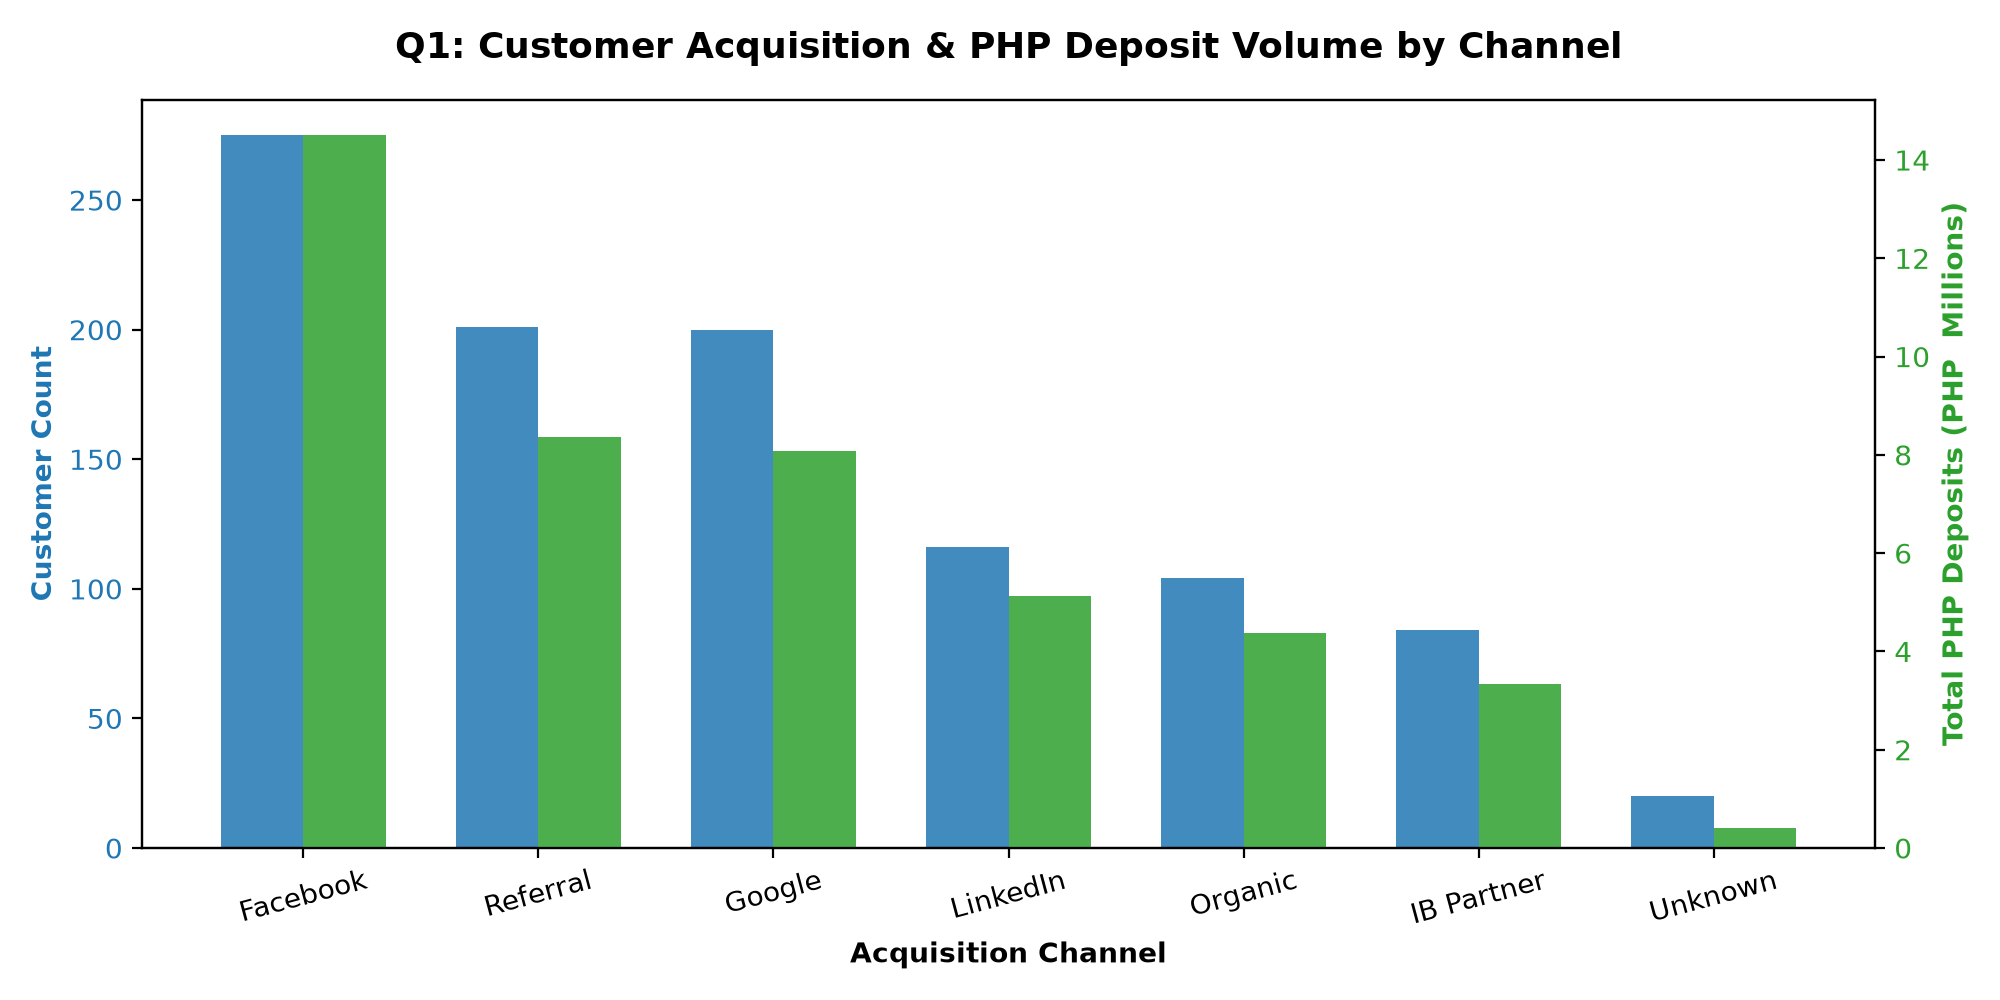 Q1: Customer Acquisition & PHP Deposit Volume by Channel
Customer Count
250
200
150
100
50
0
14
12
10
8
6
4
2
0
Total PHP Deposits (PHP  Millions)
Facebook
Referral
Google
LinkedIn
Organic
IB Partner
Unknown
Acquisition Channel